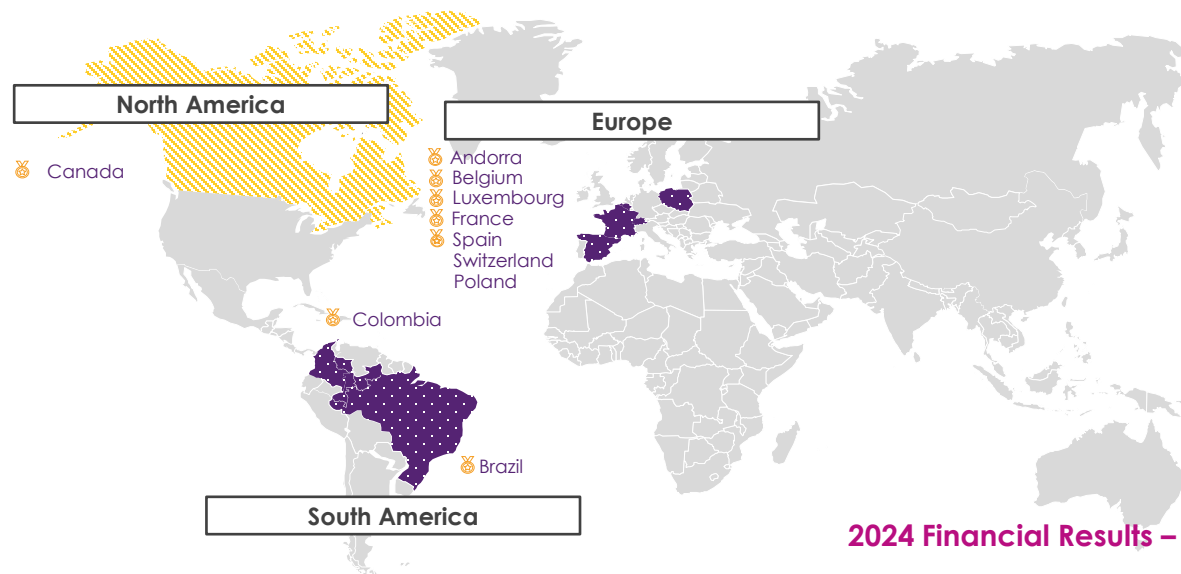 North America
Canada
Europe
Andorra
Belgium
Luxembourg
France
Spain
Switzerland
Poland
Colombia
Brazil
South America
2024 Financial Results –